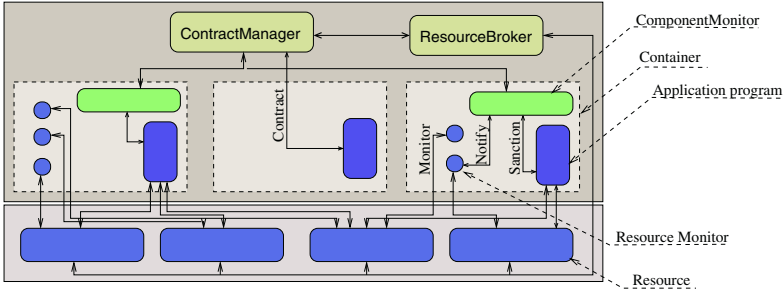 ContractManager
ResourceBroker
ComponentMonitor
Container
Application program
Contract
Monitor
Notify
Sanction
Resource Monitor
Resource